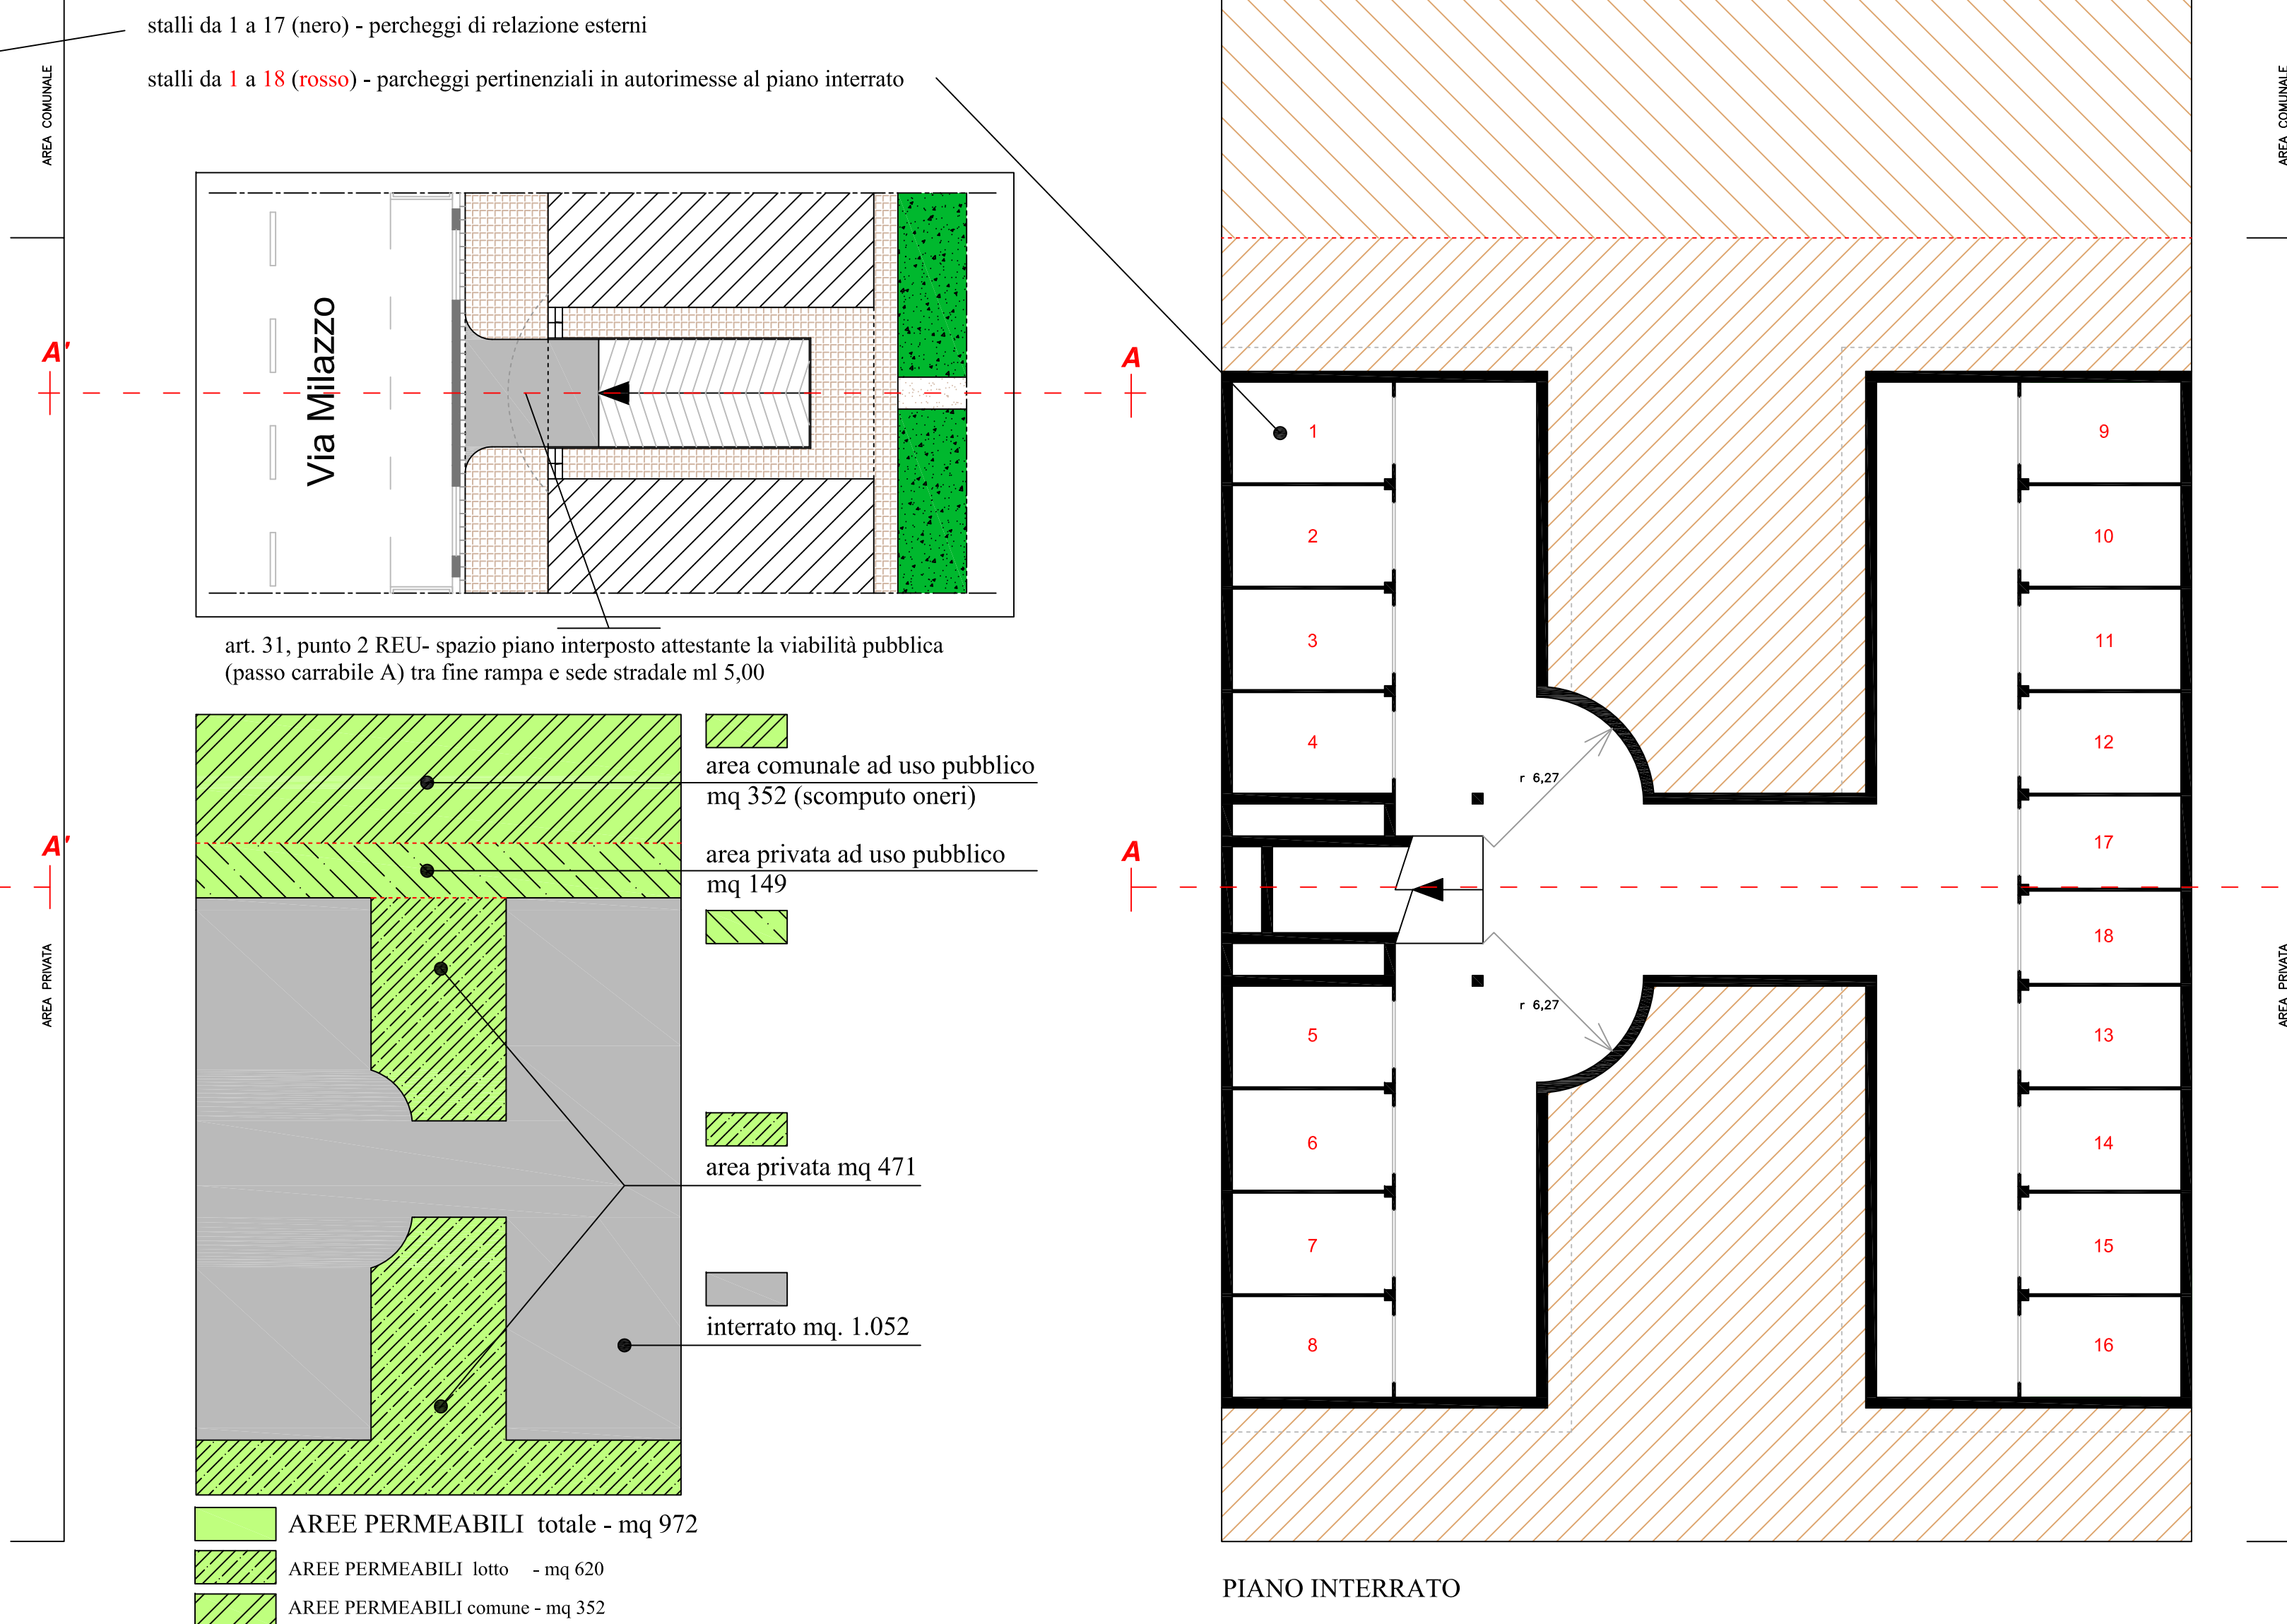 stalli da 1 a 17 (nero) - percheggi di relazione esterni
stalli da 1 a 18 (rosso) - parcheggi pertinenziali in autorimesse al piano interrato
AREA COMUNALE
AREA COMUNALE
Via Milazzo
A'
A
art. 31, punto 2 REU- spazio piano interposto attestante la viabilità pubblica
(passo carrabile A) tra fine rampa e sede stradale ml 5,00
area comunale ad uso pubblico
mq 352 (scomputo oneri)
area privata ad uso pubblico
mq 149
A'
A
AREA PRIVATA
AREA PRIVATA
area privata mq 471
interrato mq. 1.052
AREE PERMEABILI totale - mq 972
AREE PERMEABILI lotto - mq 620
AREE PERMEABILI comune - mq 352
1
2
3
4
r 6,27
r 6,27
5
6
7
8
9
10
11
12
17
18
13
14
15
16
PIANO INTERRATO